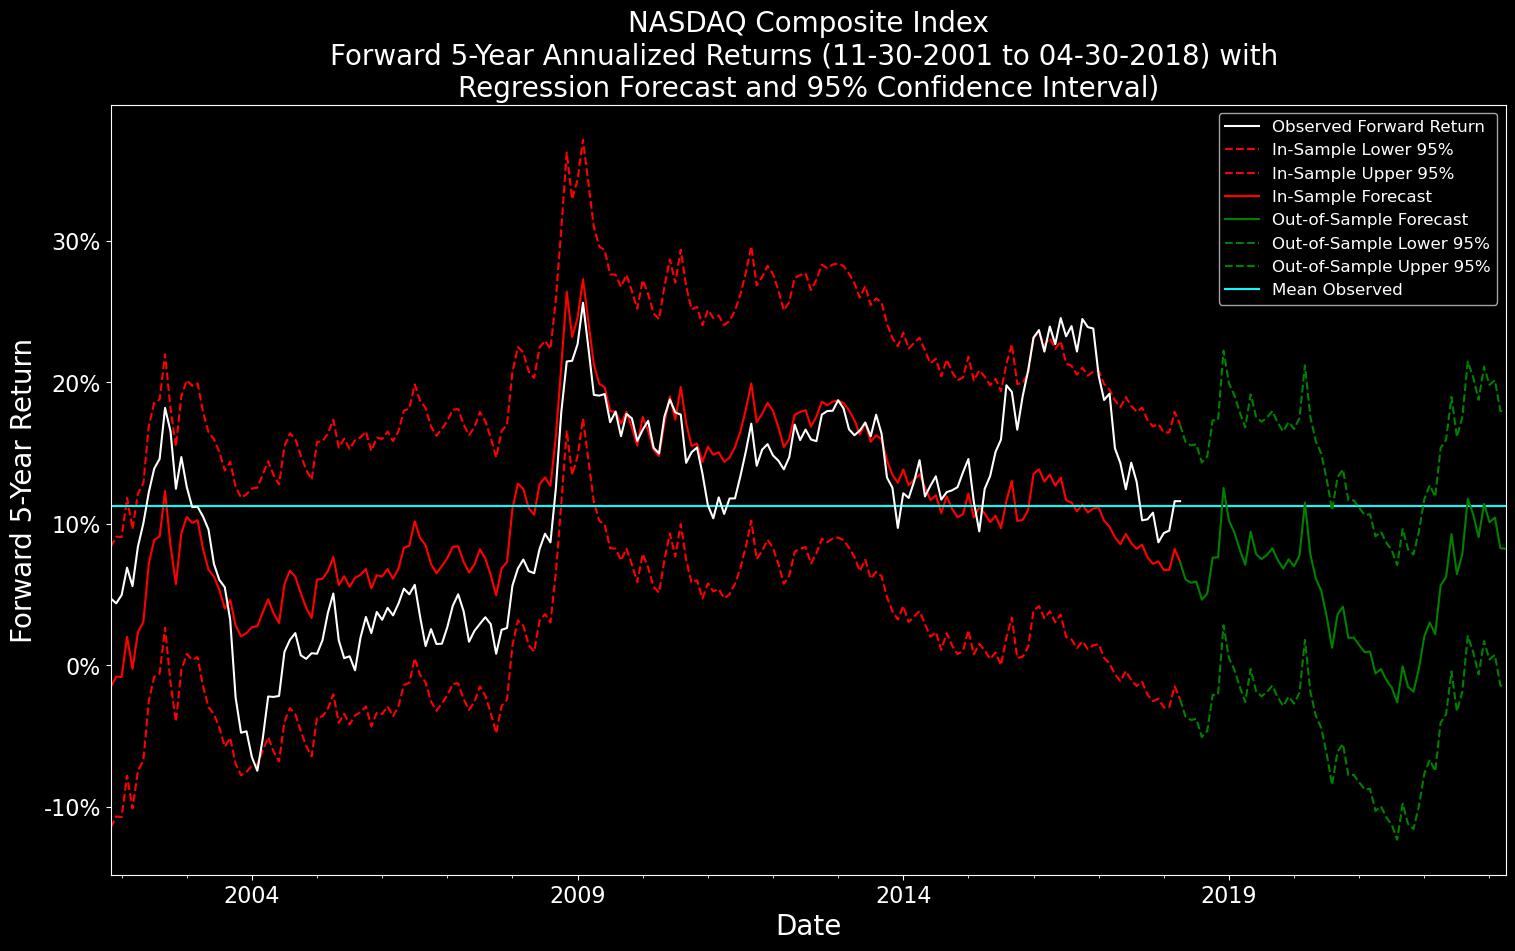 NASDAQ Composite Index
Forward 5-Year Annualized Returns (11-30-2001 to 04-30-2018) with
Regression Forecast and 95% Confidence Interval)
Observed Forward Return
In-Sample Lower 95%
In-Sample Upper 95%
In-Sample Forecast
Out-of-Sample Forecast
Out-of-Sample Lower 95%
Out-of-Sample Upper 95%
Mean Observed
Forward 5-Year Return
30%
20%
10%
0%
-10%
2004
2009
2014
2019
Date